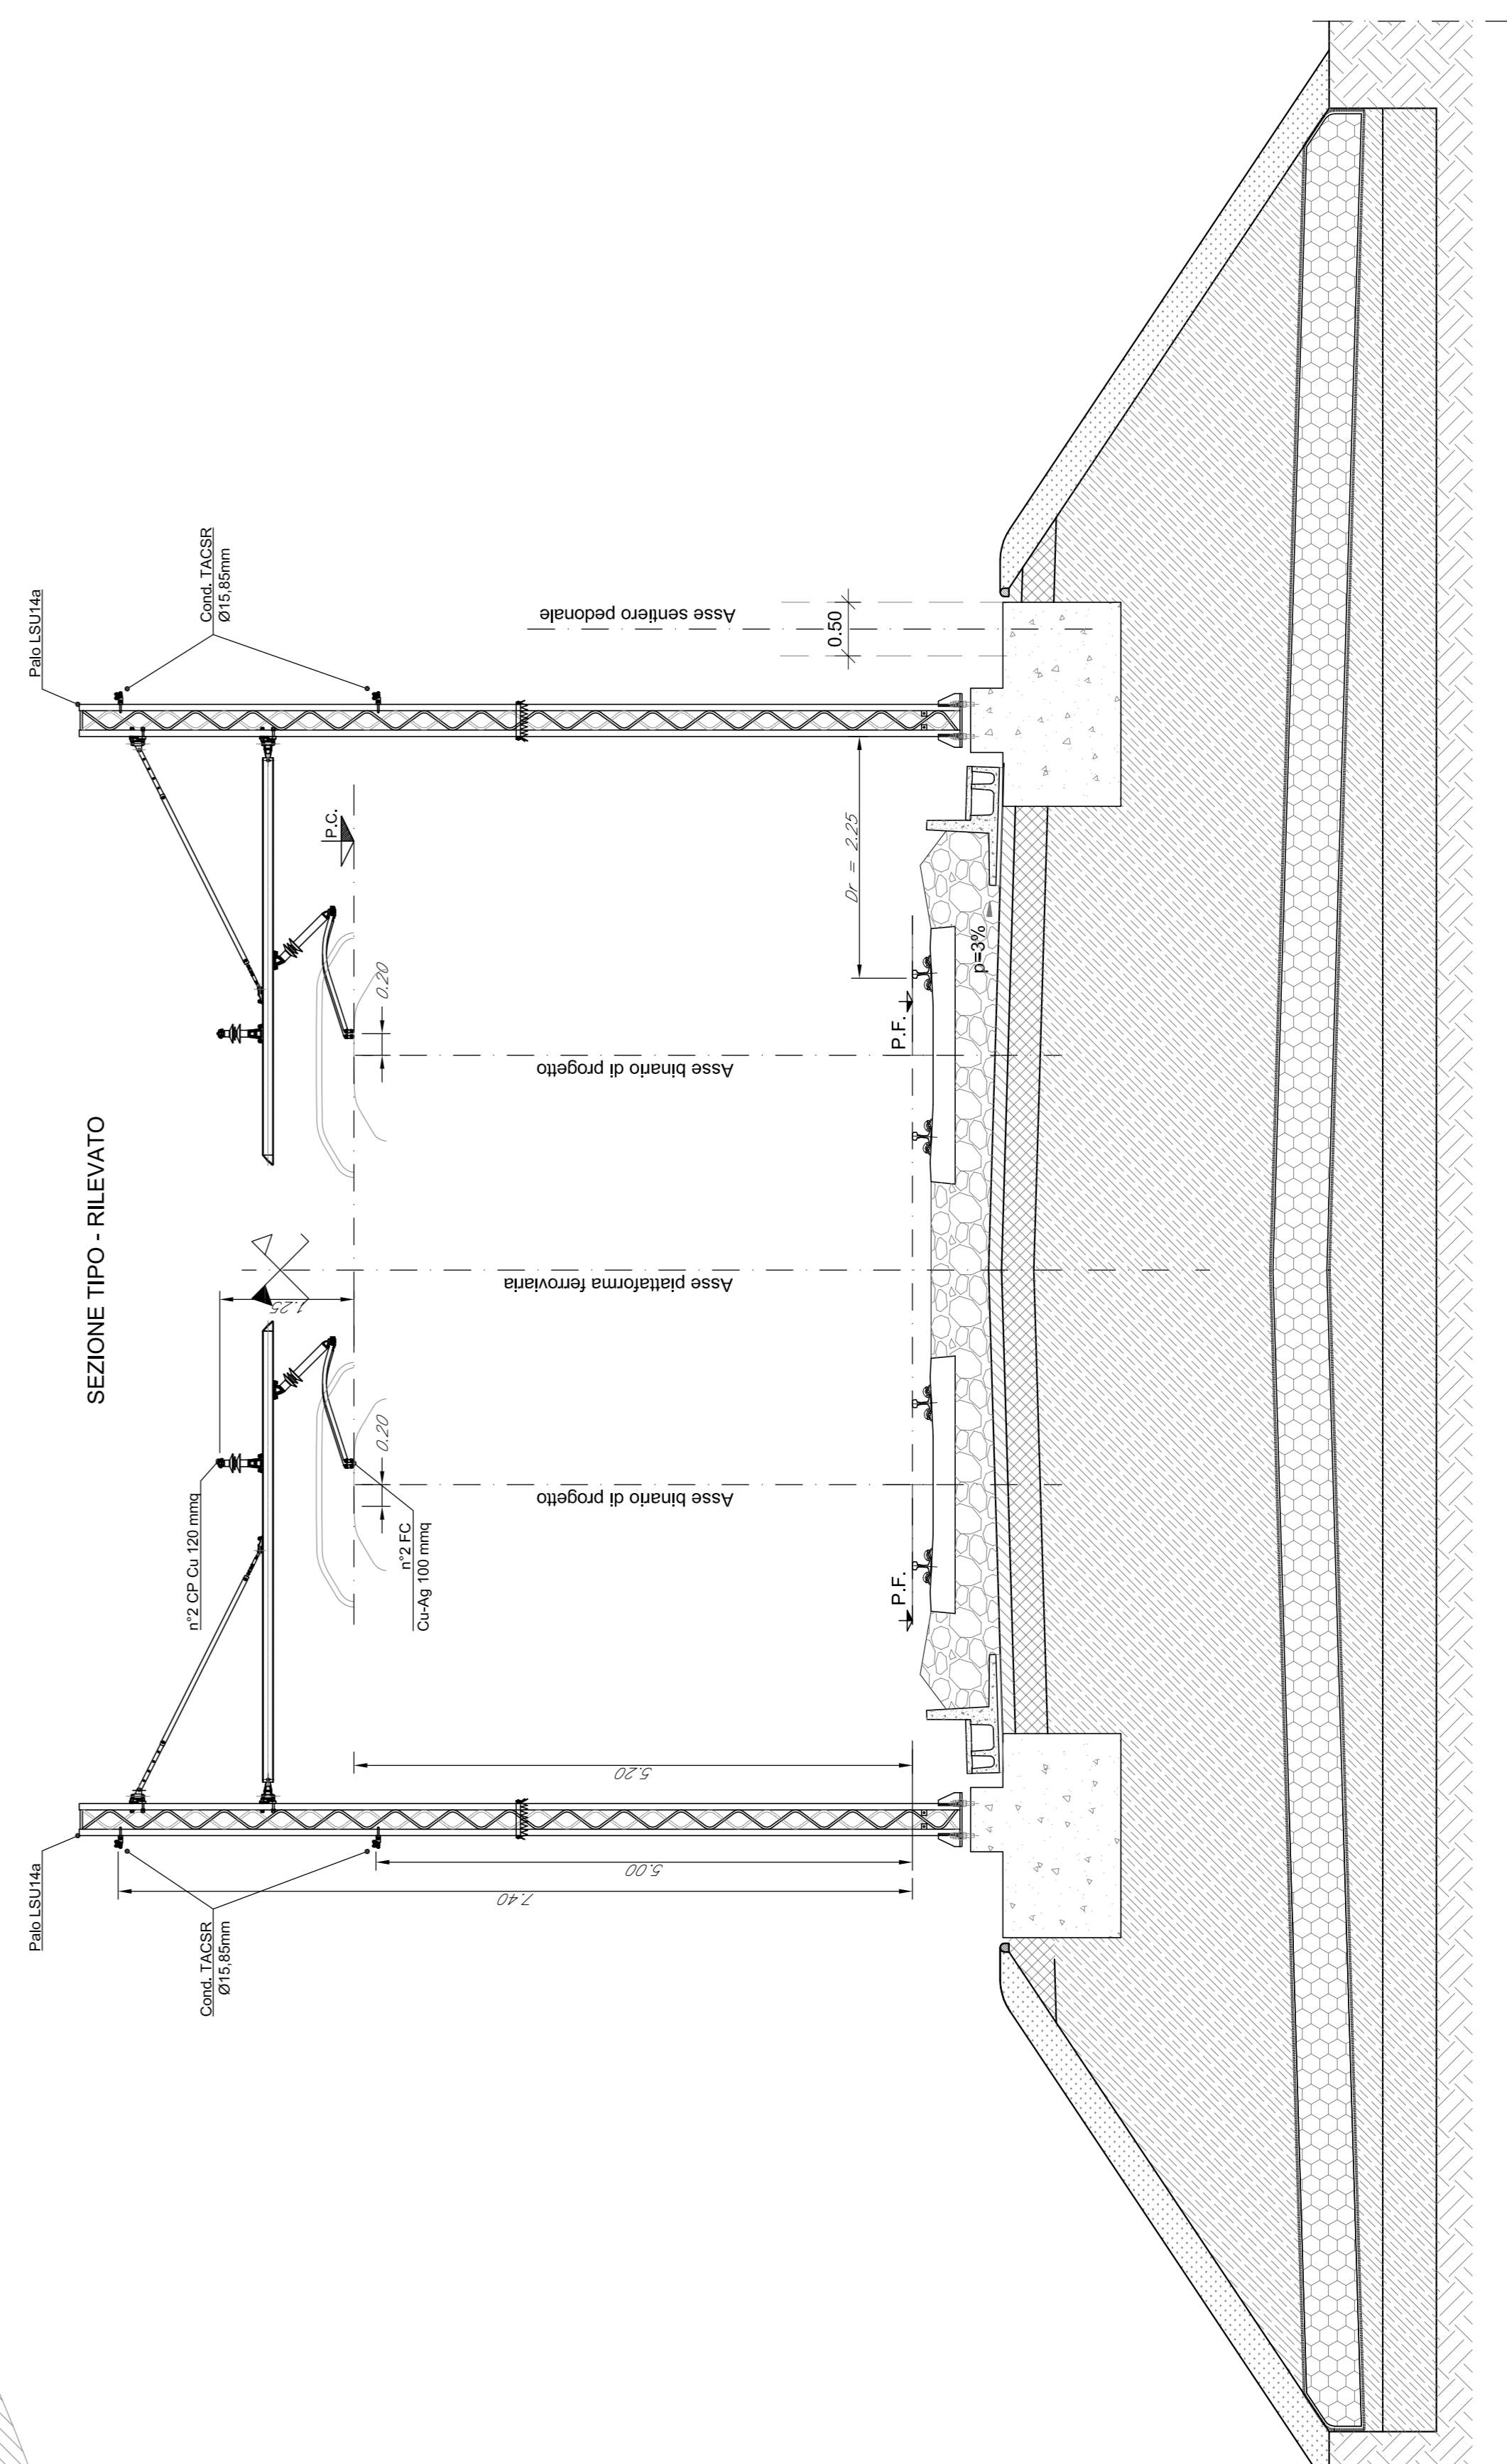 SEZIONE TIPO - RILEVATO
Palo LSU14a
Cond. TACSR
Ø15,85mm
n°2 CP Cu 120 mmq
1.25
n°2 FC
Cu-Ag 100 mmq
0.20
0.20
P.C.
Palo LSU14a
Cond. TACSR
Ø15,85mm
7.40
5.00
5.20
Asse binario di progetto
Asse piattaforma ferroviaria
Asse binario di progetto
Asse sentiero pedonale
0.50
Dr = 2.25
P.F.
P.F.
p=3%